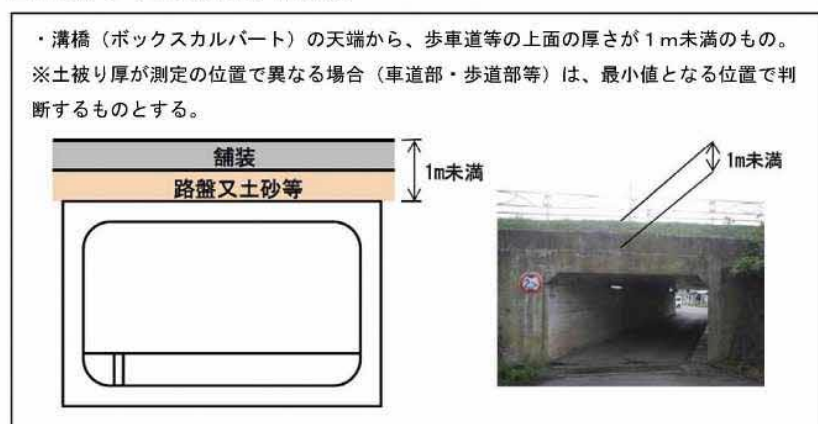 ・溝橋（ボックスカルバート）の天端から、歩車道等の上面の厚さが１ｍ未満のもの。
※土被り厚が測定の位置で異なる場合（車道部・歩道部等）は、最小値となる位置で判
断するものとする。
舗装
路盤又土砂等
1m未満
1m未満